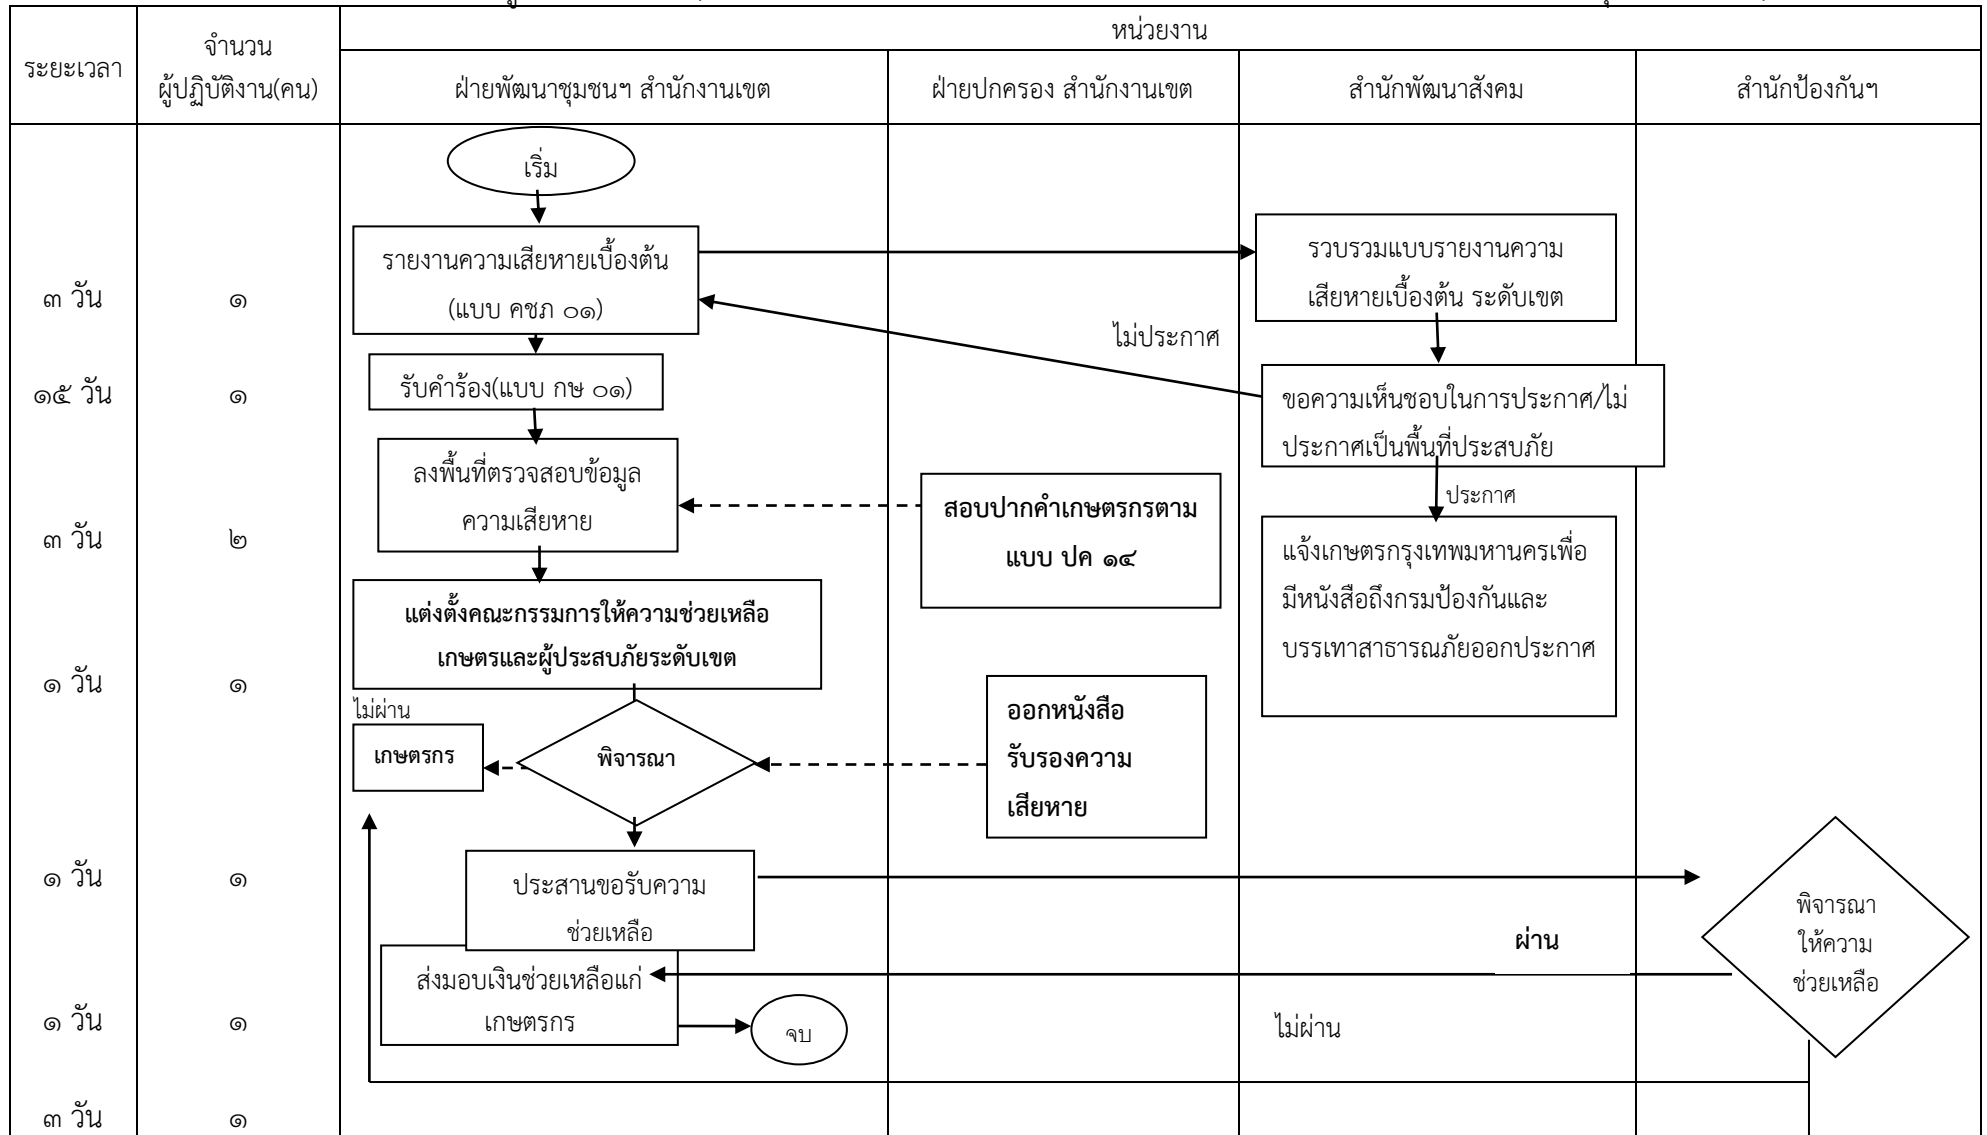 หน่วยงาน
ระยะเวลา
จำนวน
ผู้ปฏิบัติงาน(คน)
ฝ่ายพัฒนาชุมชนฯ สำนักงานเขต
ฝ่ายปกครอง สำนักงานเขต
สำนักพัฒนาสังคม
สำนักป้องกันฯ
เริ่ม
รายงานความเสียหายเบื้องต้น
(แบบ คชภ ๐๑)
รวบรวมแบบรายงานความ
เสียหายเบื้องต้น ระดับเขต
๓ วัน
๑
ไม่ประกาศ
รับคำร้อง(แบบ กษ ๐๑)
๑๕ วัน
๑
ขอความเห็นชอบในการประกาศ/ไม่
ประกาศเป็นพื้นที่ประสบภัย
ลงพื้นที่ตรวจสอบข้อมูล
ความเสียหาย
ประกาศ
สอบปากคำเกษตรกรตาม
แบบ ปค ๑๔
๓ วัน
๒
แจ้งเกษตรกรุงเทพมหานครเพื่อ
มีหนังสือถึงกรมป้องกันและ
บรรเทาสาธารณภัยออกประกาศ
แต่งตั้งคณะกรรมการให้ความช่วยเหลือ
เกษตรและผู้ประสบภัยระดับเขต
๑ วัน
๑
ไม่ผ่าน
เกษตรกร
พิจารณา
ออกหนังสือ
รับรองความ
เสียหาย
๑ วัน
๑
ประสานขอรับความ
ช่วยเหลือ
พิจารณา
ให้ความ
ช่วยเหลือ
ผ่าน
ส่งมอบเงินช่วยเหลือแก่
เกษตรกร
๑ วัน
๑
จบ
ไม่ผ่าน
๓ วัน
๑